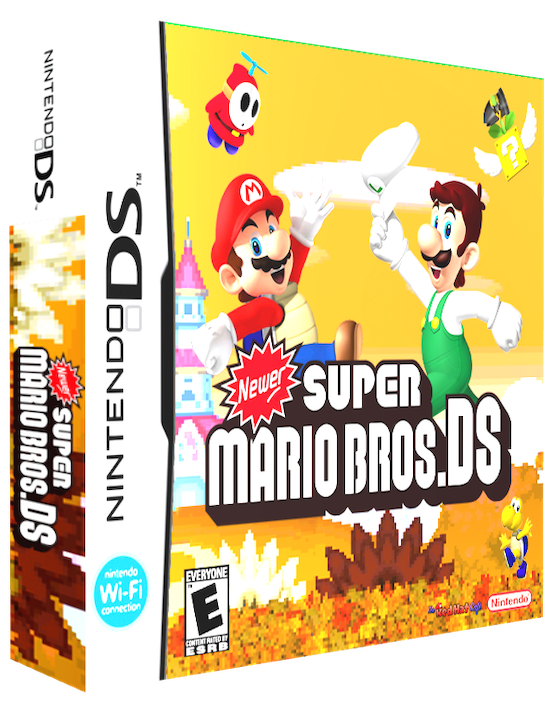 NINTENDO DS
Newer
SUPER
MARIO BROS.DS
NINTENDO DS™
nintendo
Wi-Fi
connection
M
L
?
Newer
SUPER
MARIO BROS.DS
EVERYONE
E
CONTENT RATED BY
ESRB
Nintendo